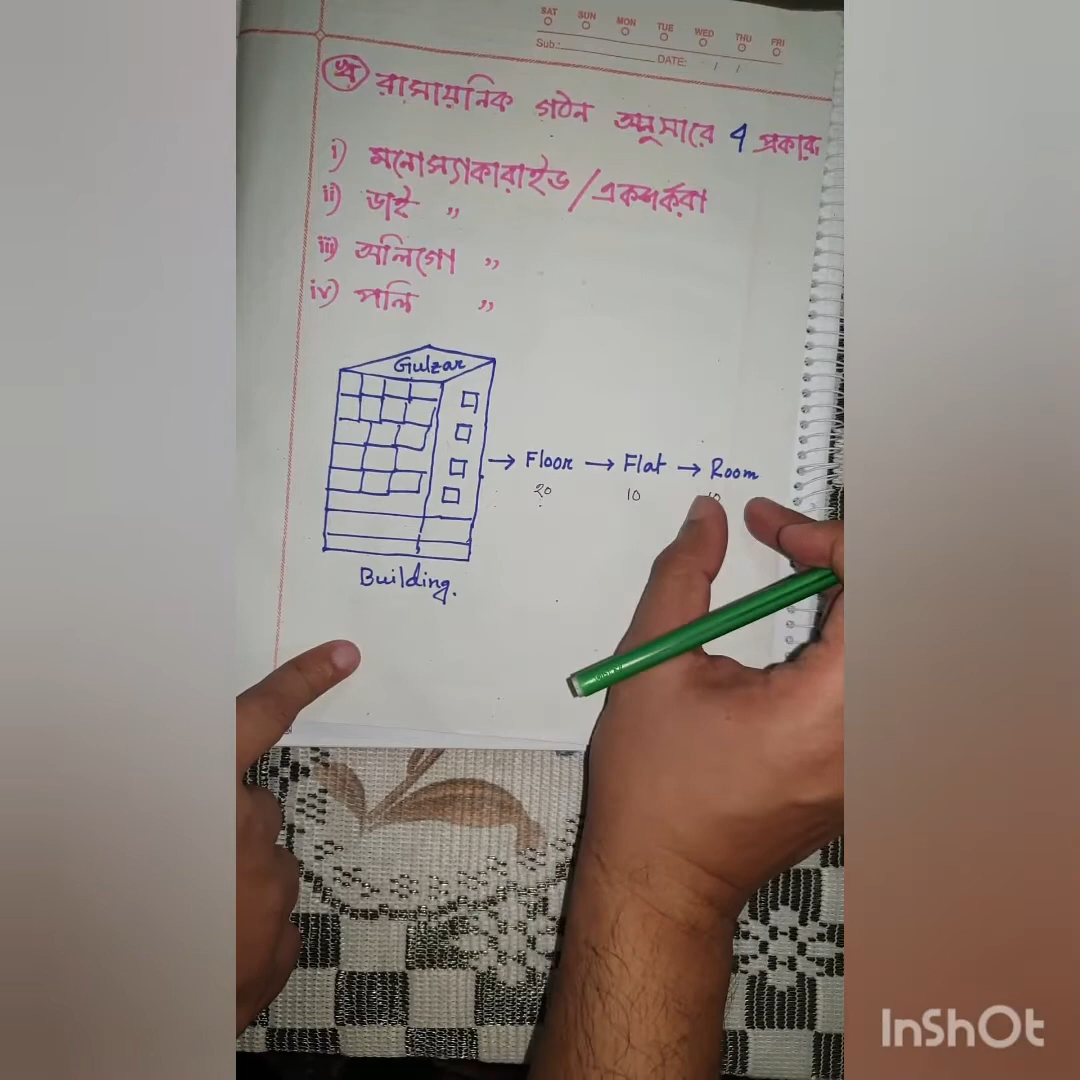 SAT SUN MON TUE WED THU FRI
Sub.: DATE: / /
খ রাসায়নিক গঠন অনুসারে 4 প্রকার
i) মনোস্যাকারাইড / একশর্করা
ii) ডাই "
iii) অলিগো "
iv) পলি "
Gulzar
→ Floor → Flat → Room
20 10 10
Building.
InShOt